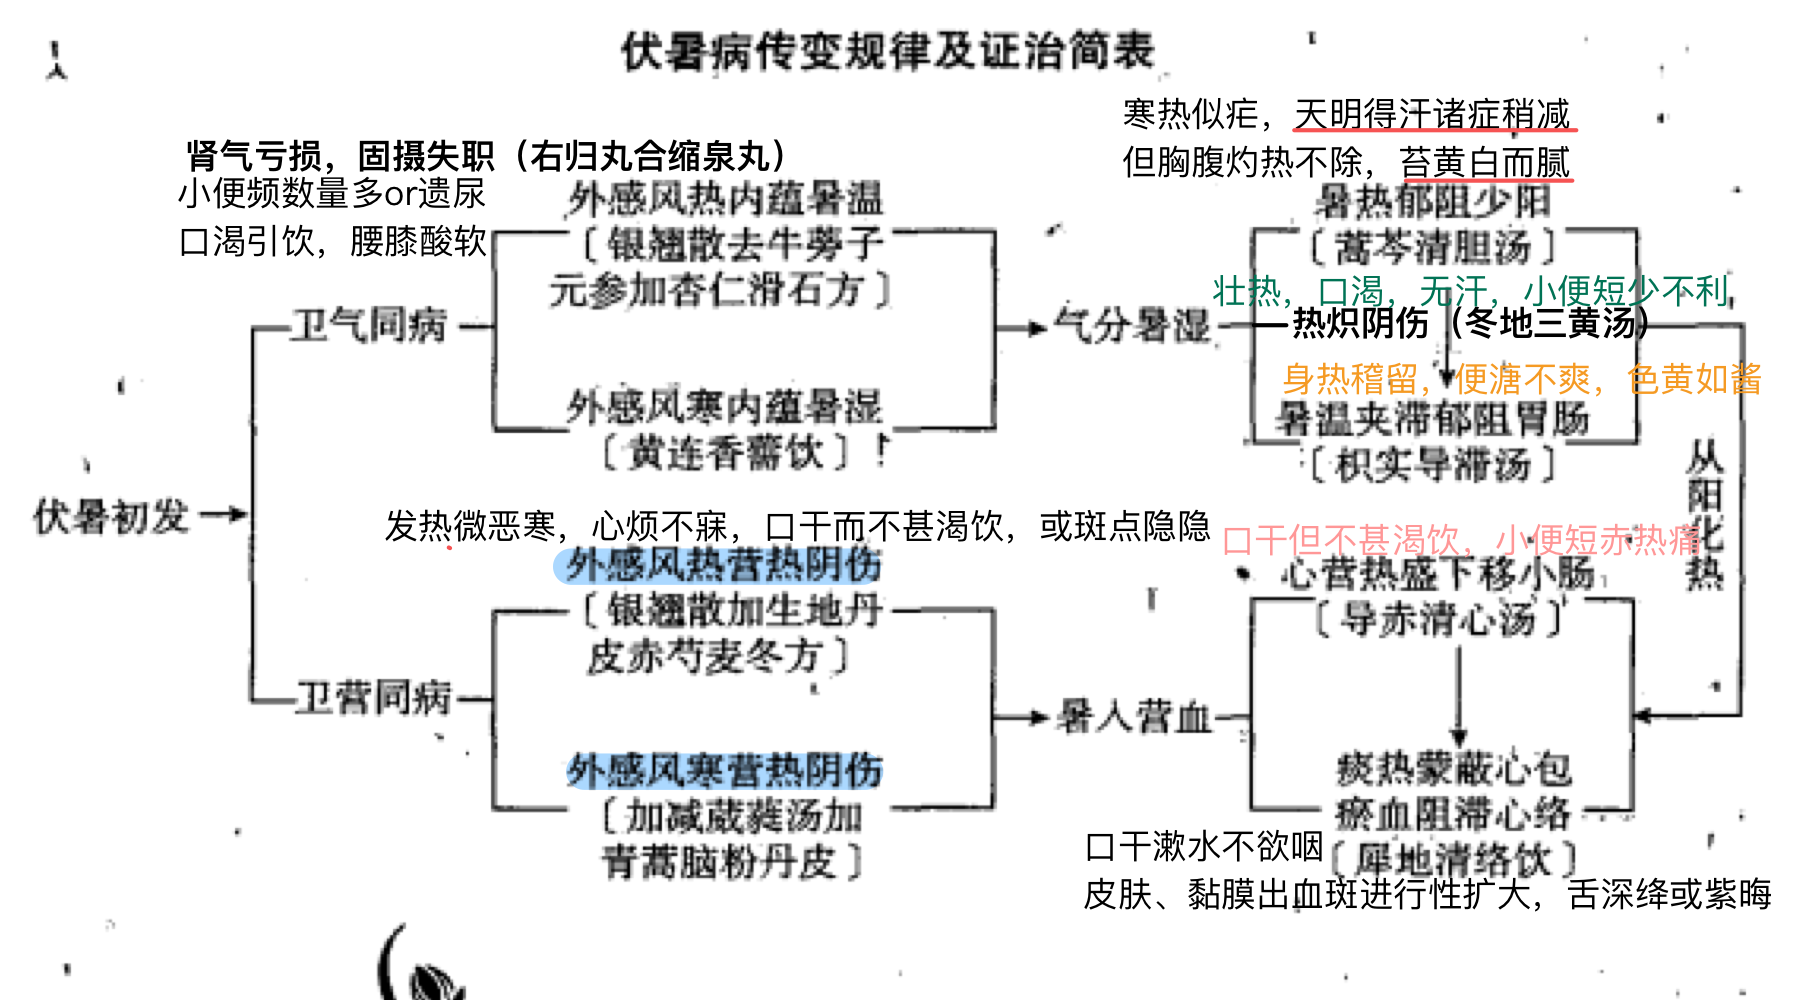 伏暑病传变规律及证治简表
寒热似疟，天明得汗诸症稍减
但胸腹灼热不除，苔黄白而腻
肾气亏损，固摄失职（右归丸合缩泉丸）
小便频数量多or遗尿
口渴引饮，腰膝酸软
外感风热内蕴暑温
〔银翘散去牛蒡子
元参加杏仁滑石方〕
暑热郁阻少阳
〔蒿芩清胆汤〕
壮热，口渴，无汗，小便短少不利
卫气同病
气分暑湿
热炽阴伤（冬地三黄汤）
身热稽留，便溏不爽，色黄如酱
外感风寒内蕴暑湿
〔黄连香薷饮〕
暑温夹滞郁阻胃肠
〔枳实导滞汤〕
从阳化热
伏暑初发
发热微恶寒，心烦不寐，口干而不甚渴饮，或斑点隐隐
口干但不甚渴饮，小便短赤热痛
外感风热营热阴伤
〔银翘散加生地丹
皮赤芍麦冬方〕
心营热盛下移小肠
〔导赤清心汤〕
卫营同病
暑入营血
外感风寒营热阴伤
〔加减葳蕤汤加
青蒿脑粉丹皮〕
痰热蒙蔽心包
瘀血阻滞心络
〔犀地清络饮〕
口干漱水不欲咽
皮肤、黏膜出血斑进行性扩大，舌深绛或紫晦